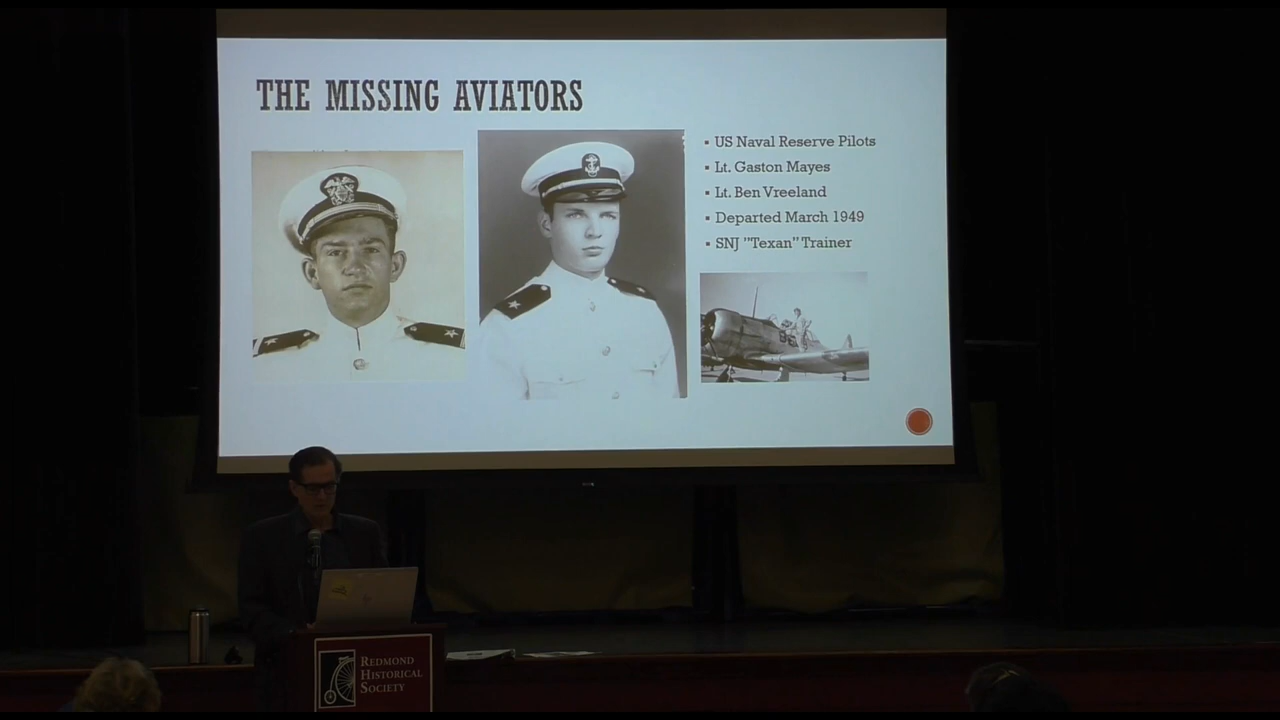 THE MISSING AVIATORS
US Naval Reserve Pilots
Lt. Gaston Mayes
Lt. Ben Vreeland
Departed March 1949
SNJ "Texan" Trainer
REDMOND
HISTORICAL
SOCIETY